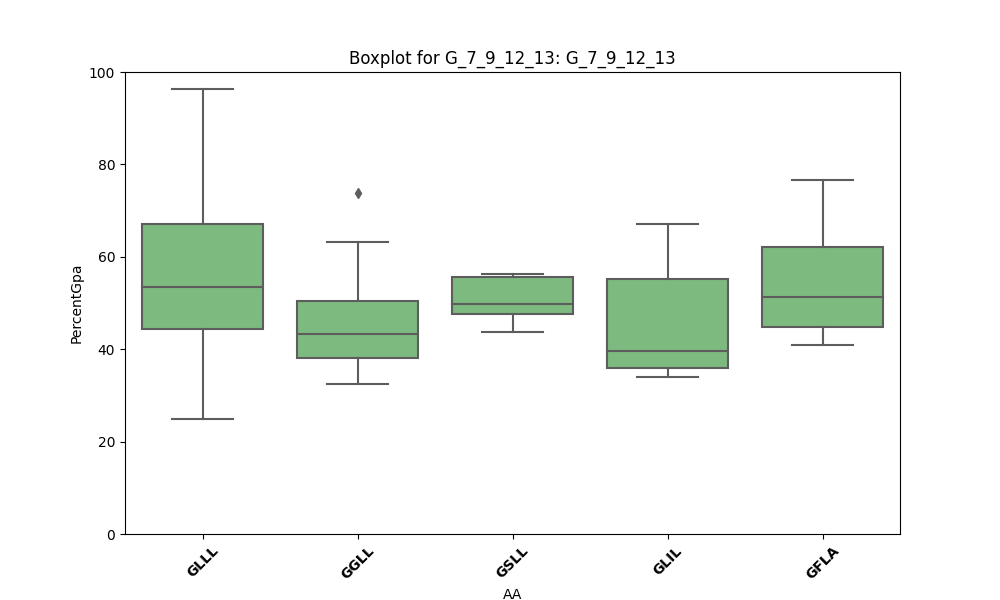 Boxplot for G_7_9_12_13: G_7_9_12_13
100
80
60
40
20
0
PercentGpa
GLLL
GGLL
GSLL
GLIL
GFLA
AA